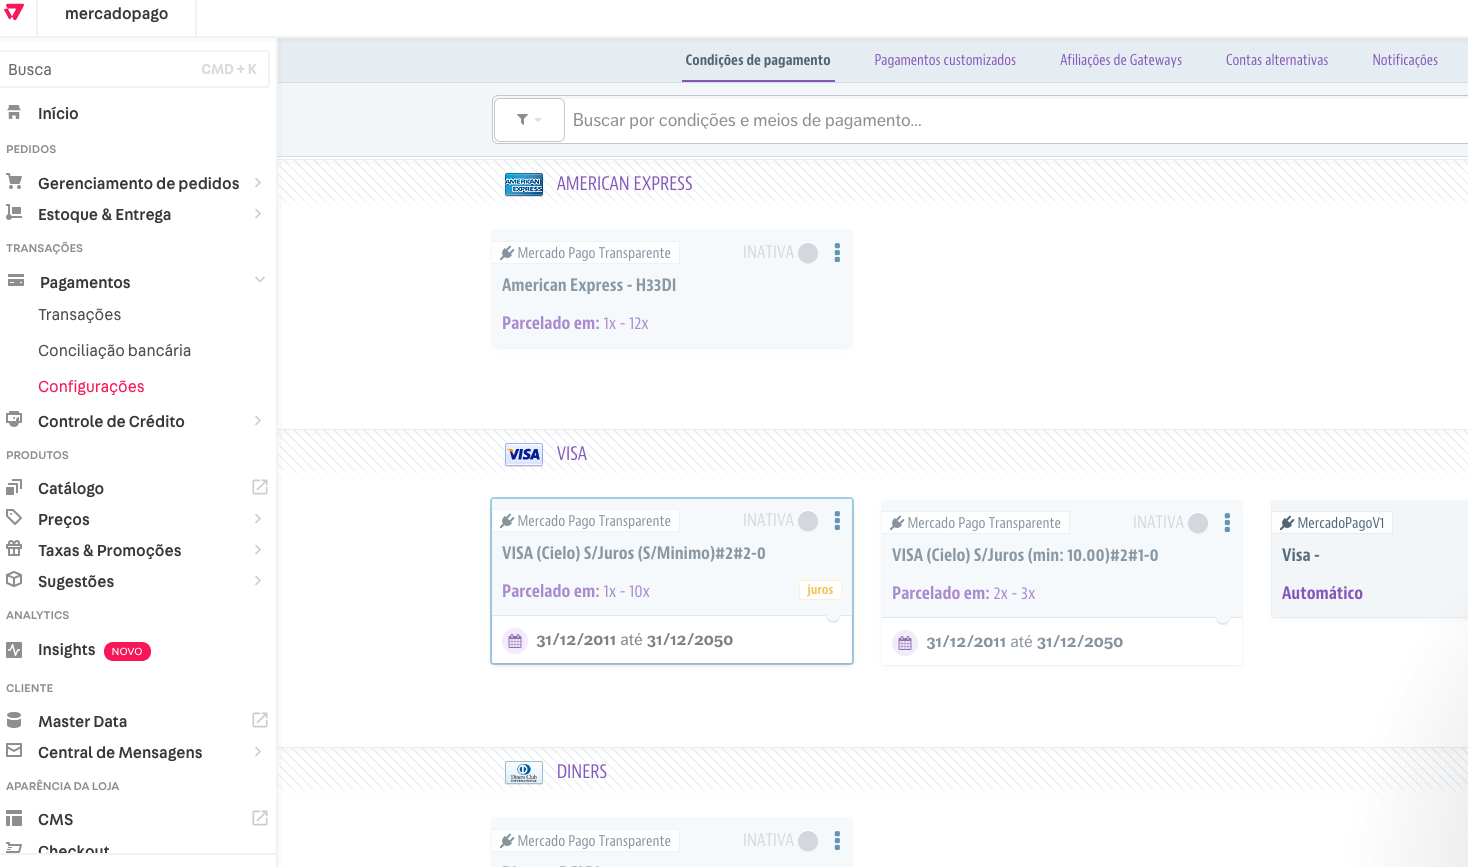 mercadopago
Busca CMD + K
Início
PEDIDOS
Gerenciamento de pedidos
Estoque & Entrega
TRANSAÇÕES
Pagamentos
Transações
Conciliação bancária
Configurações
Controle de Crédito
PRODUTOS
Catálogo
Preços
Taxas & Promoções
Sugestões
ANALYTICS
Insights NOVO
CLIENTE
Master Data
Central de Mensagens
APARÊNCIA DA LOJA
CMS
Checkout
Condições de pagamento Pagamentos customizados Afiliações de Gateways Contas alternativas Notificações
Buscar por condições e meios de pagamento...
AMERICAN EXPRESS AMERICAN EXPRESS
Mercado Pago Transparente INATIVA
American Express - H33DI
Parcelado em: 1x - 12x
VISA VISA
Mercado Pago Transparente INATIVA
VISA (Cielo) S/Juros (S/Minimo)#2#2-0
Parcelado em: 1x - 10x juros
31/12/2011 até 31/12/2050
Mercado Pago Transparente INATIVA
VISA (Cielo) S/Juros (min: 10.00)#2#1-0
Parcelado em: 2x - 3x
31/12/2011 até 31/12/2050
MercadoPagoV1
Visa -
Automático
Diners Club DINERS
Mercado Pago Transparente INATIVA